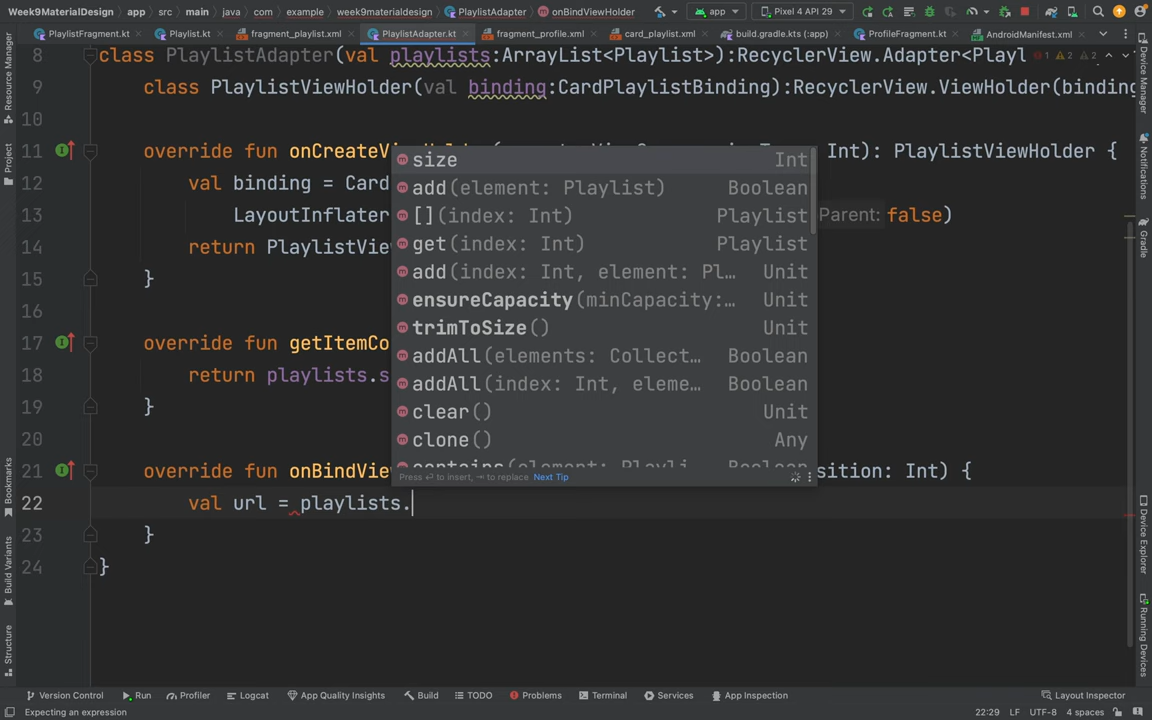 Week9MaterialDesign app src main java com example week9materialdesign PlaylistAdapter onBindViewHolder app Pixel 4 API 29
PlaylistFragment.kt Playlist.kt fragment_playlist.xml PlaylistAdapter.kt fragment_profile.xml card_playlist.xml build.gradle.kts (:app) ProfileFragment.kt AndroidManifest.xml
8 class PlaylistAdapter(val playlists:ArrayList<Playlist>):RecyclerView.Adapter<Playl 1 2 2
9 class PlaylistViewHolder(val binding:CardPlaylistBinding):RecyclerView.ViewHolder(binding
10
11 override fun onCreateVi Int): PlaylistViewHolder {
12 val binding = Card
13 LayoutInflater Parent: false)
14 return PlaylistVie
15 }
16
17 override fun getItemCo
18 return playlists.s
19 }
20
21 override fun onBindVie sition: Int) {
22 val url = playlists.
23 }
24 }
size Int
add(element: Playlist) Boolean
[](index: Int) Playlist
get(index: Int) Playlist
add(index: Int, element: Pl… Unit
ensureCapacity(minCapacity:… Unit
trimToSize() Unit
addAll(elements: Collect… Boolean
addAll(index: Int, eleme… Boolean
clear() Unit
clone() Any
contains(element: Playli… Boolean
Press ⏎ to insert, ⇥ to replace Next Tip
Resource Manager
Project
Bookmarks
Build Variants
Structure
Device Manager
Notifications
Gradle
Device Explorer
Running Devices
Version Control Run Profiler Logcat App Quality Insights Build TODO Problems Terminal Services App Inspection Layout Inspector
Expecting an expression 22:29 LF UTF-8 4 spaces